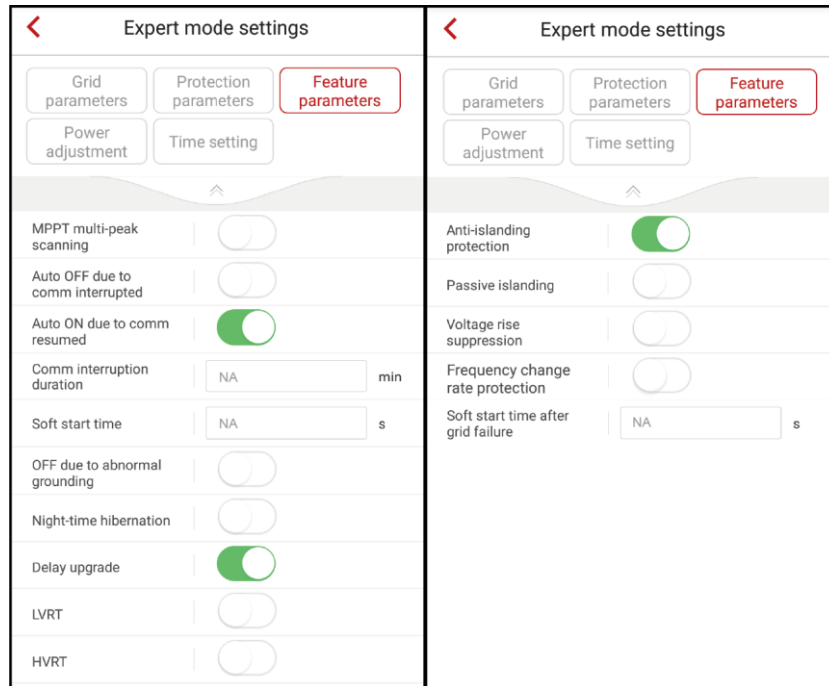 Expert mode settings
Grid
parameters
Protection
parameters
Feature
parameters
Power
adjustment
Time setting
MPPT multi-peak
scanning
Auto OFF due to
comm interrupted
Auto ON due to comm
resumed
Comm interruption
duration
NA
min
Soft start time
NA
s
OFF due to abnormal
grounding
Night-time hibernation
Delay upgrade
LVRT
HVRT
Expert mode settings
Grid
parameters
Protection
parameters
Feature
parameters
Power
adjustment
Time setting
Anti-islanding
protection
Passive islanding
Voltage rise
suppression
Frequency change
rate protection
Soft start time after
grid failure
NA
s